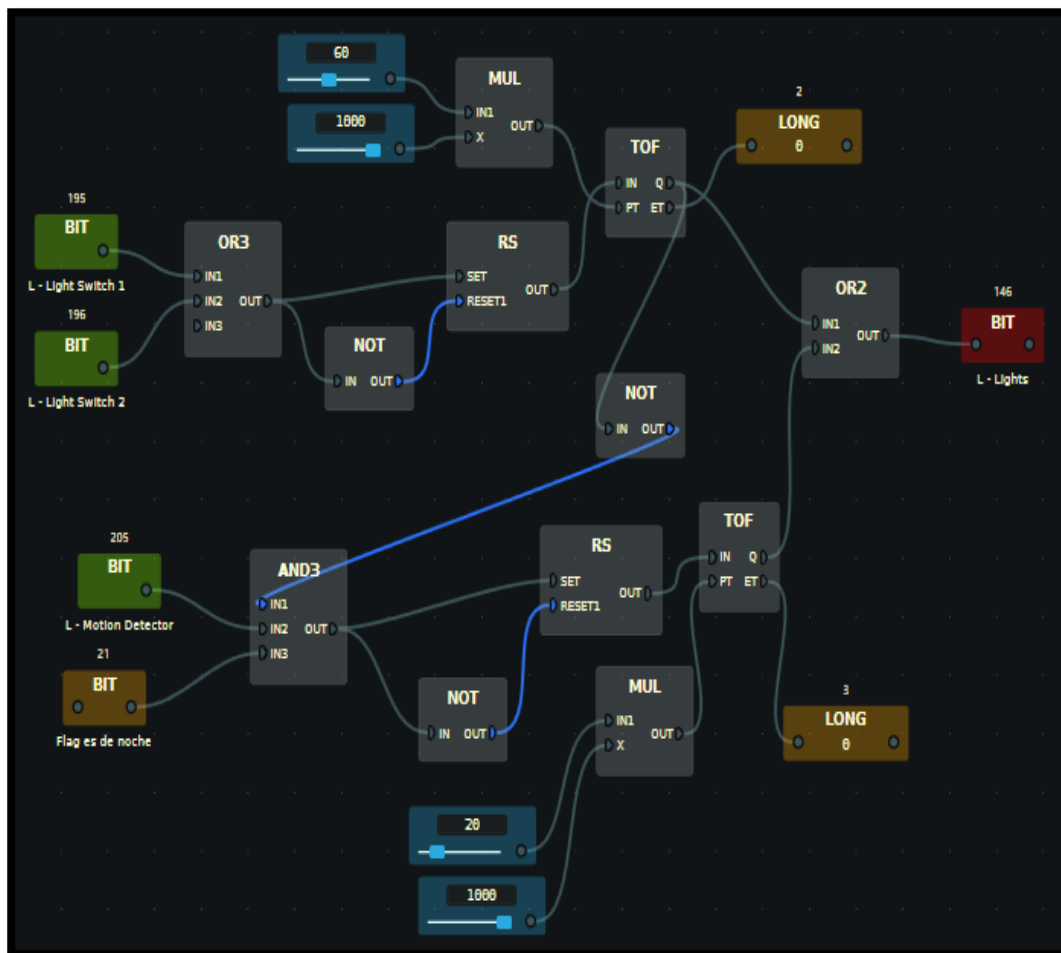 60
MUL
IN1
OUT
X
1000
2
LONG
0
TOF
IN Q
PT ET
195
BIT
L - Light Switch 1
OR3
IN1
IN2 OUT
IN3
RS
SET
OUT
RESET1
196
BIT
L - Light Switch 2
NOT
IN OUT
OR2
IN1
OUT
IN2
146
BIT
L - Lights
NOT
IN OUT
TOF
IN Q
PT ET
205
BIT
L - Motion Detector
AND3
IN1
IN2 OUT
IN3
RS
SET
OUT
RESET1
21
BIT
Flag es de noche
NOT
IN OUT
MUL
IN1
OUT
X
3
LONG
0
20
1000